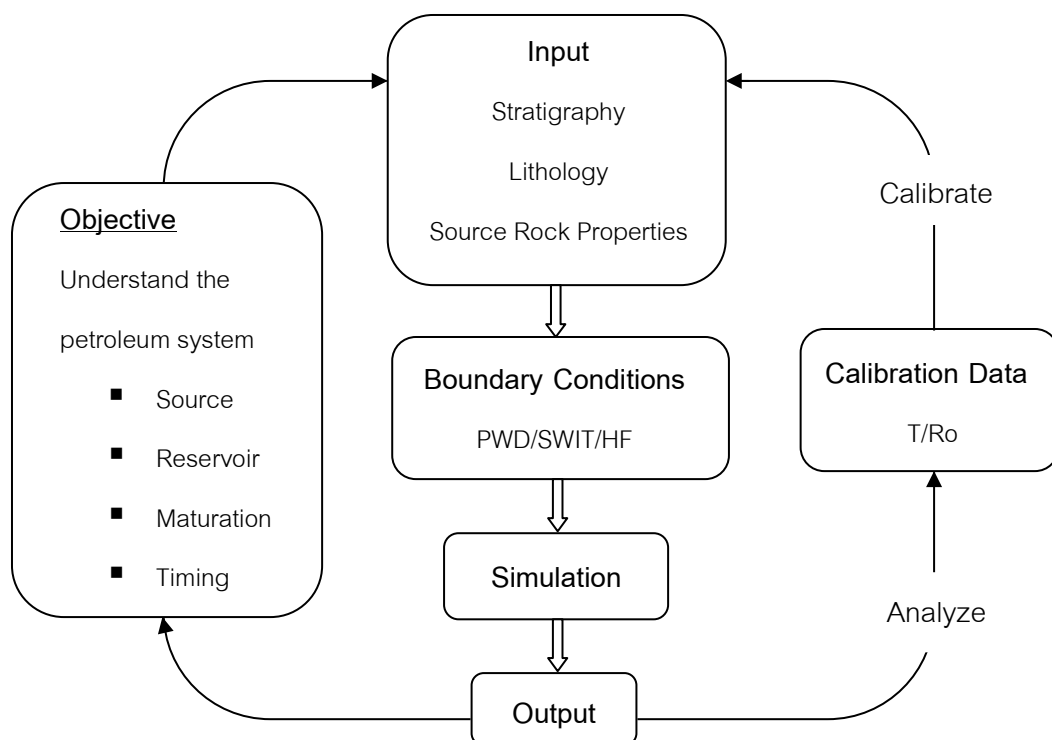 Input
Stratigraphy
Lithology
Source Rock Properties
Objective
Understand the
petroleum system
▪ Source
▪ Reservoir
▪ Maturation
▪ Timing
Boundary Conditions
PWD/SWIT/HF
Simulation
Output
Calibrate
Calibration Data
T/Ro
Analyze